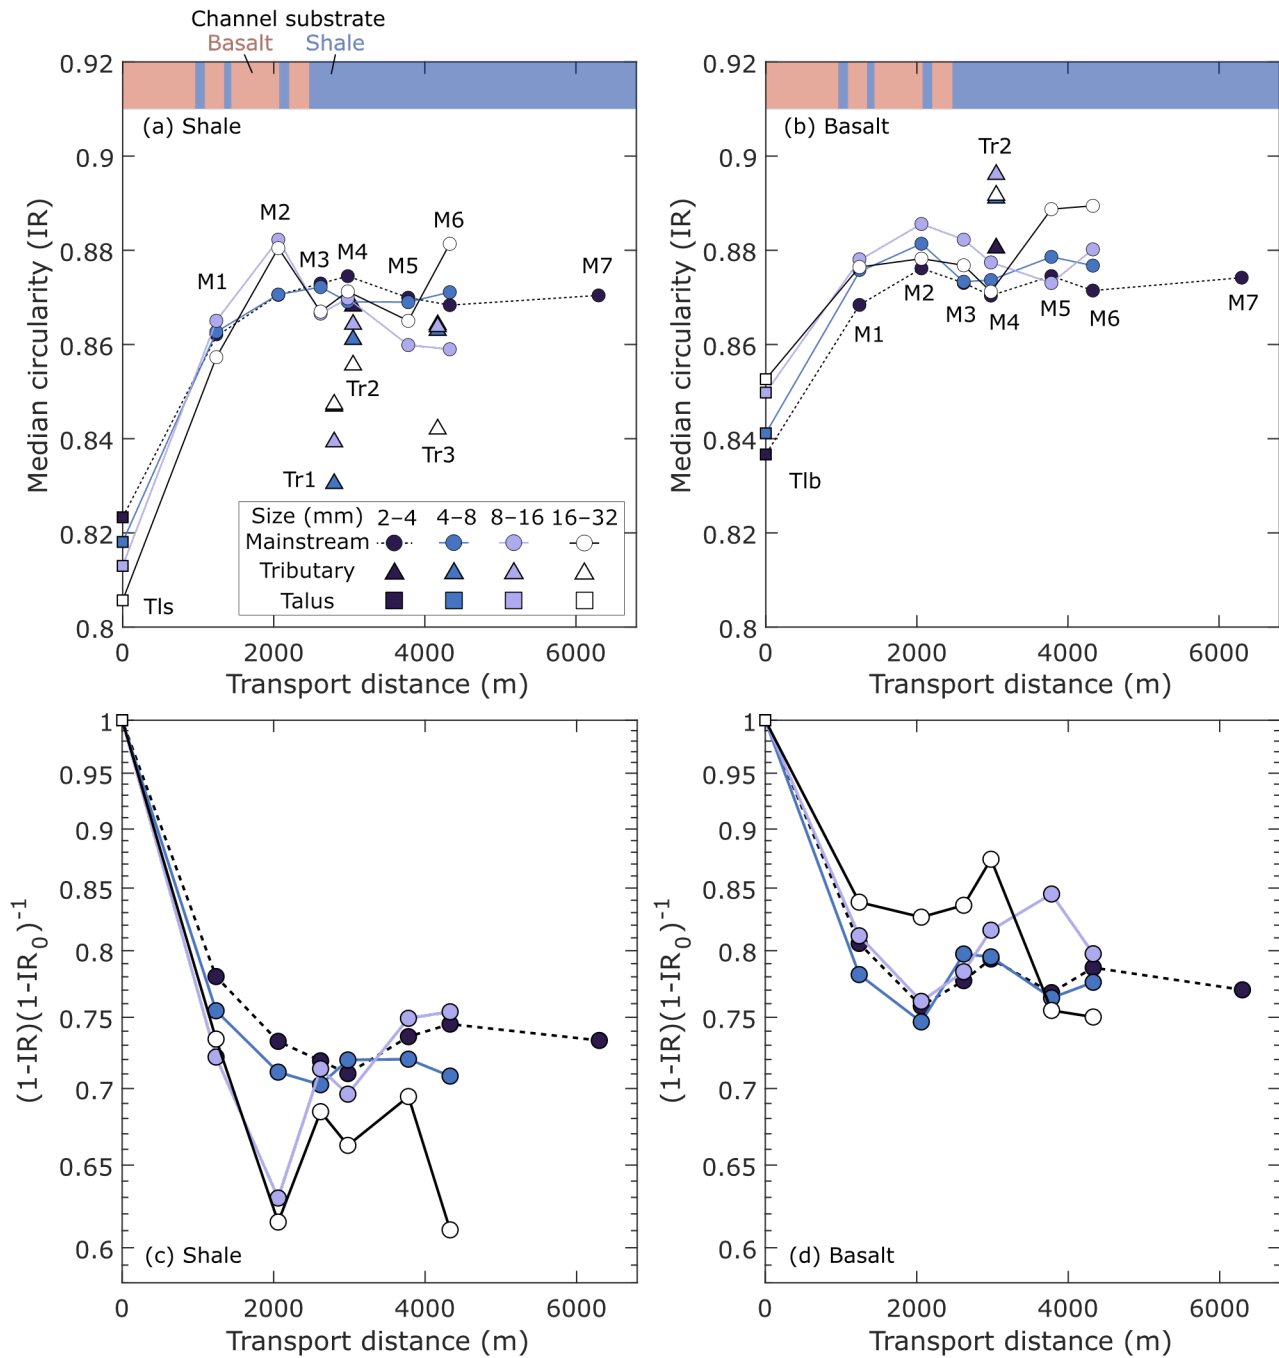 Channel substrate
Basalt Shale
0.92
0.9
0.88
0.86
0.84
0.82
0.8
Median circularity (IR)
(a) Shale
M1
M2
M3
M4
M5
M6
M7
Tr1
Tr2
Tr3
Tls
Size (mm) 2–4 4–8 8–16 16–32
Mainstream
Tributary
Talus
0 2000 4000 6000
Transport distance (m)
0.92
0.9
0.88
0.86
0.84
0.82
0.8
Median circularity (IR)
(b) Basalt
Tr2
M1
M2
M3
M4
M5
M6
M7
Tlb
0 2000 4000 6000
Transport distance (m)
1
0.95
0.9
0.85
0.8
0.75
0.7
0.65
0.6
(1-IR)(1-IR₀)⁻¹
(c) Shale
0 2000 4000 6000
Transport distance (m)
1
0.95
0.9
0.85
0.8
0.75
0.7
0.65
0.6
(1-IR)(1-IR₀)⁻¹
(d) Basalt
0 2000 4000 6000
Transport distance (m)